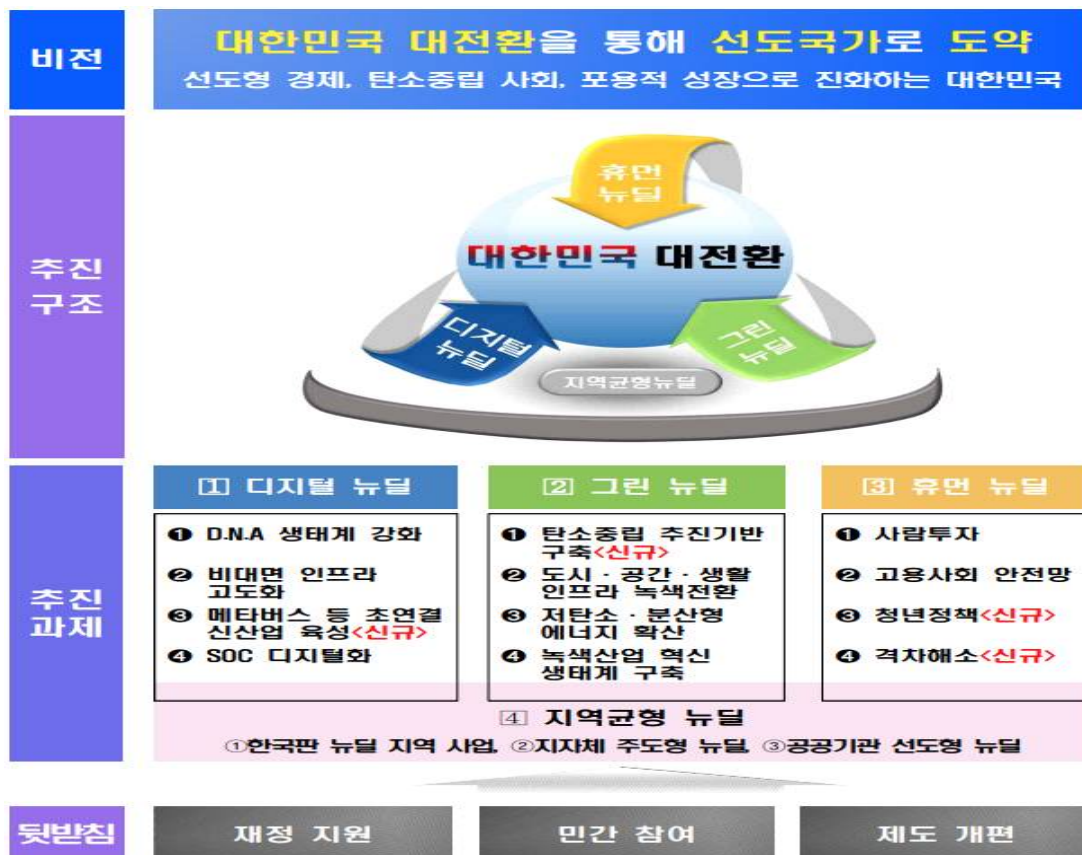 비전
대한민국 대전환을 통해 선도국가로 도약
선도형 경제, 탄소중립 사회, 포용적 성장으로 진화하는 대한민국
추진
구조
휴먼
뉴딜
대한민국 대전환
디지털
뉴딜
그린
뉴딜
지역균형뉴딜
추진
과제
1 디지털 뉴딜
❶ D.N.A 생태계 강화
❷ 비대면 인프라
고도화
❸ 메타버스 등 초연결
신산업 육성<신규>
❹ SOC 디지털화
2 그린 뉴딜
❶ 탄소중립 추진기반
구축<신규>
❷ 도시·공간·생활
인프라 녹색전환
❸ 저탄소·분산형
에너지 확산
❹ 녹색산업 혁신
생태계 구축
3 휴먼 뉴딜
❶ 사람투자
❷ 고용사회 안전망
❸ 청년정책<신규>
❹ 격차해소<신규>
4 지역균형 뉴딜
①한국판 뉴딜 지역 사업, ②지자체 주도형 뉴딜, ③공공기관 선도형 뉴딜
뒷받침
재정 지원
민간 참여
제도 개편